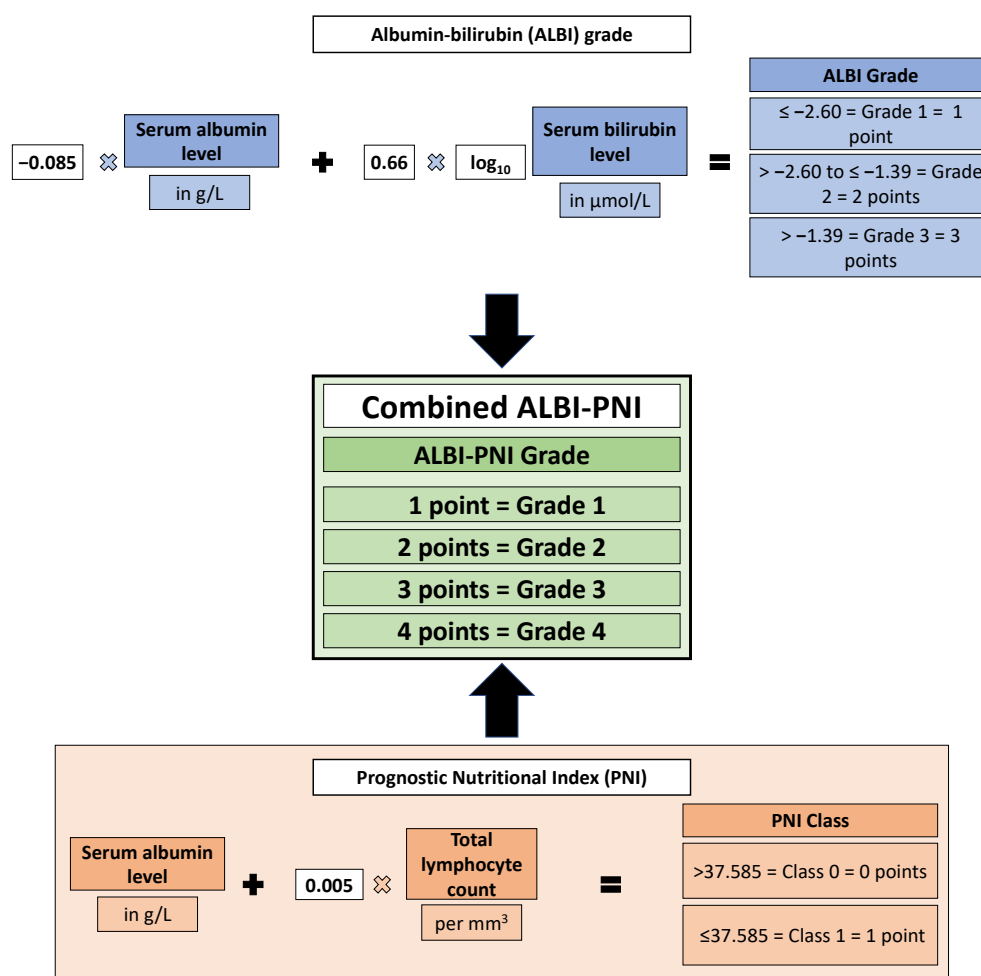 Albumin-bilirubin (ALBI) grade
−0.085
Serum albumin
level
in g/L
0.66
log10
Serum bilirubin
level
in μmol/L
ALBI Grade
≤ −2.60 = Grade 1 = 1
point
> −2.60 to ≤ −1.39 = Grade
2 = 2 points
> −1.39 = Grade 3 = 3
points
Combined ALBI-PNI
ALBI-PNI Grade
1 point = Grade 1
2 points = Grade 2
3 points = Grade 3
4 points = Grade 4
Prognostic Nutritional Index (PNI)
Serum albumin
level
in g/L
0.005
Total
lymphocyte
count
per mm³
PNI Class
>37.585 = Class 0 = 0 points
≤37.585 = Class 1 = 1 point